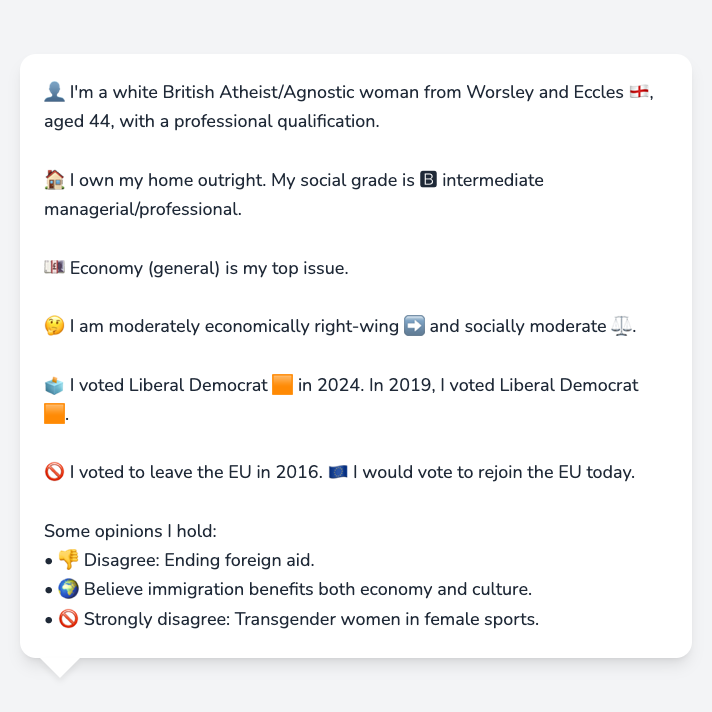 👤 I'm a white British Atheist/Agnostic woman from Worsley and Eccles 🏴󠁧󠁢󠁥󠁮󠁧󠁿,
aged 44, with a professional qualification.
🏠 I own my home outright. My social grade is 🅱 intermediate
managerial/professional.
💷 Economy (general) is my top issue.
🤔 I am moderately economically right-wing ➡️ and socially moderate ⚖️.
🗳️ I voted Liberal Democrat 🟧 in 2024. In 2019, I voted Liberal Democrat
🟧.
🚫 I voted to leave the EU in 2016. 🇪🇺 I would vote to rejoin the EU today.
Some opinions I hold:
• 👎 Disagree: Ending foreign aid.
• 🌍 Believe immigration benefits both economy and culture.
• 🚫 Strongly disagree: Transgender women in female sports.